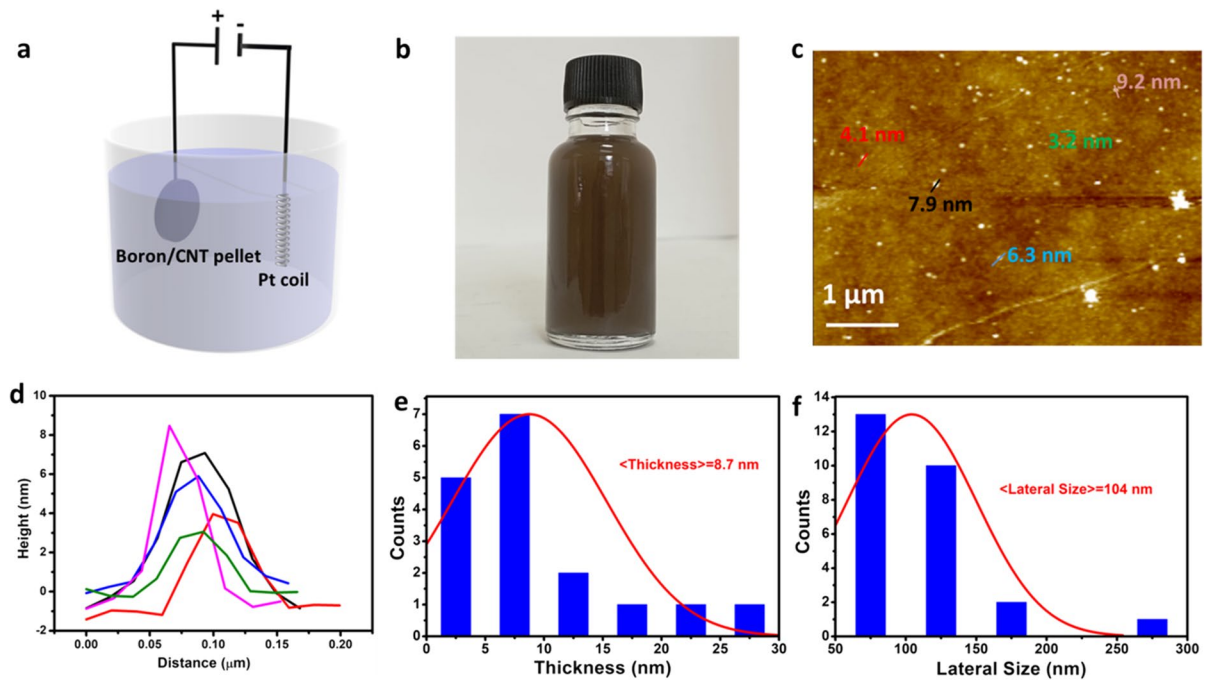 a
+ -
Boron/CNT pellet
Pt coil
b
c
9.2 nm
4.1 nm
3.2 nm
7.9 nm
6.3 nm
1 μm
d
10
8
6
4
2
0
-2
Height (nm)
0.00 0.05 0.10 0.15 0.20
Distance (μm)
e
7
6
5
4
3
2
1
0
Counts
<Thickness>=8.7 nm
0 5 10 15 20 25 30
Thickness (nm)
f
14
12
10
8
6
4
2
0
Counts
<Lateral Size>=104 nm
50 100 150 200 250 300
Lateral Size (nm)